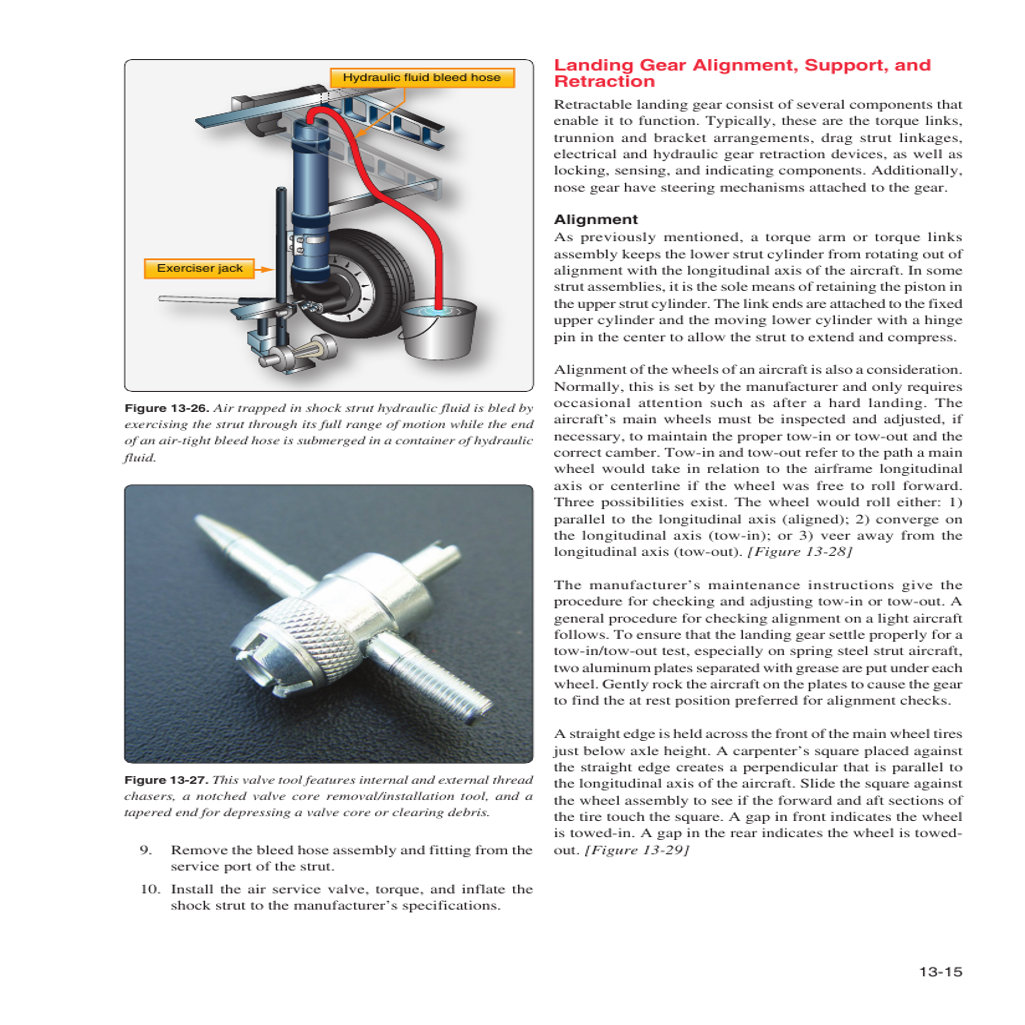 Hydraulic fluid bleed hose
Exerciser jack
Figure 13-26. Air trapped in shock strut hydraulic fluid is bled by
exercising the strut through its full range of motion while the end
of an air-tight bleed hose is submerged in a container of hydraulic
fluid.
Figure 13-27. This valve tool features internal and external thread
chasers, a notched valve core removal/installation tool, and a
tapered end for depressing a valve core or clearing debris.
9. Remove the bleed hose assembly and fitting from the
service port of the strut.
10. Install the air service valve, torque, and inflate the
shock strut to the manufacturer's specifications.
Landing Gear Alignment, Support, and
Retraction
Retractable landing gear consist of several components that
enable it to function. Typically, these are the torque links,
trunnion and bracket arrangements, drag strut linkages,
electrical and hydraulic gear retraction devices, as well as
locking, sensing, and indicating components. Additionally,
nose gear have steering mechanisms attached to the gear.
Alignment
As previously mentioned, a torque arm or torque links
assembly keeps the lower strut cylinder from rotating out of
alignment with the longitudinal axis of the aircraft. In some
strut assemblies, it is the sole means of retaining the piston in
the upper strut cylinder. The link ends are attached to the fixed
upper cylinder and the moving lower cylinder with a hinge
pin in the center to allow the strut to extend and compress.
Alignment of the wheels of an aircraft is also a consideration.
Normally, this is set by the manufacturer and only requires
occasional attention such as after a hard landing. The
aircraft's main wheels must be inspected and adjusted, if
necessary, to maintain the proper tow-in or tow-out and the
correct camber. Tow-in and tow-out refer to the path a main
wheel would take in relation to the airframe longitudinal
axis or centerline if the wheel was free to roll forward.
Three possibilities exist. The wheel would roll either: 1)
parallel to the longitudinal axis (aligned); 2) converge on
the longitudinal axis (tow-in); or 3) veer away from the
longitudinal axis (tow-out). [Figure 13-28]
The manufacturer's maintenance instructions give the
procedure for checking and adjusting tow-in or tow-out. A
general procedure for checking alignment on a light aircraft
follows. To ensure that the landing gear settle properly for a
tow-in/tow-out test, especially on spring steel strut aircraft,
two aluminum plates separated with grease are put under each
wheel. Gently rock the aircraft on the plates to cause the gear
to find the at rest position preferred for alignment checks.
A straight edge is held across the front of the main wheel tires
just below axle height. A carpenter's square placed against
the straight edge creates a perpendicular that is parallel to
the longitudinal axis of the aircraft. Slide the square against
the wheel assembly to see if the forward and aft sections of
the tire touch the square. A gap in front indicates the wheel
is towed-in. A gap in the rear indicates the wheel is towed-
out. [Figure 13-29]
13-15